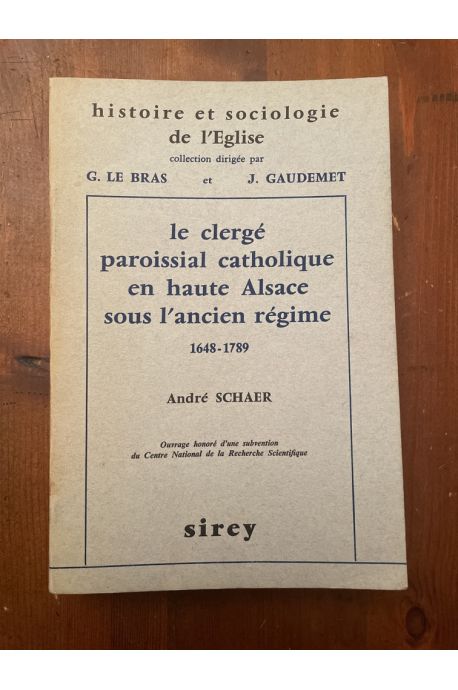 histoire et sociologie
de l'Eglise
collection dirigée par
G. LE BRAS et J. GAUDEMET
le clergé
paroissial catholique
en haute Alsace
sous l'ancien régime
1648-1789
André SCHAER
Ouvrage honoré d'une subvention
du Centre National de la Recherche Scientifique
sirey